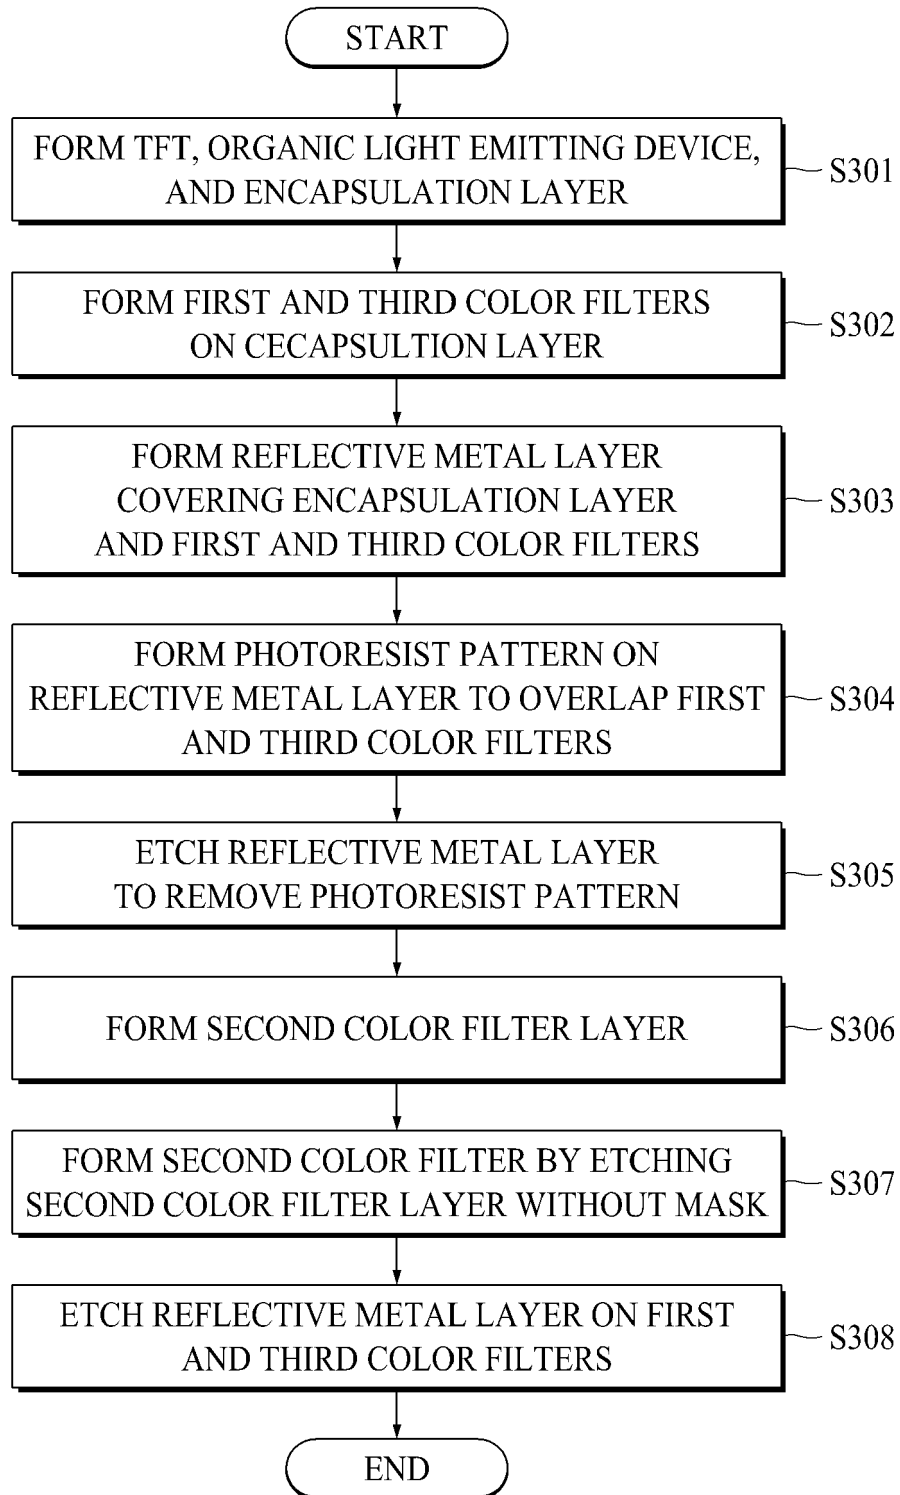 START
FORM TFT, ORGANIC LIGHT EMITTING DEVICE,
AND ENCAPSULATION LAYER
S301
FORM FIRST AND THIRD COLOR FILTERS
ON CECAPSULTION LAYER
S302
FORM REFLECTIVE METAL LAYER
COVERING ENCAPSULATION LAYER
AND FIRST AND THIRD COLOR FILTERS
S303
FORM PHOTORESIST PATTERN ON
REFLECTIVE METAL LAYER TO OVERLAP FIRST
AND THIRD COLOR FILTERS
S304
ETCH REFLECTIVE METAL LAYER
TO REMOVE PHOTORESIST PATTERN
S305
FORM SECOND COLOR FILTER LAYER
S306
FORM SECOND COLOR FILTER BY ETCHING
SECOND COLOR FILTER LAYER WITHOUT MASK
S307
ETCH REFLECTIVE METAL LAYER ON FIRST
AND THIRD COLOR FILTERS
S308
END